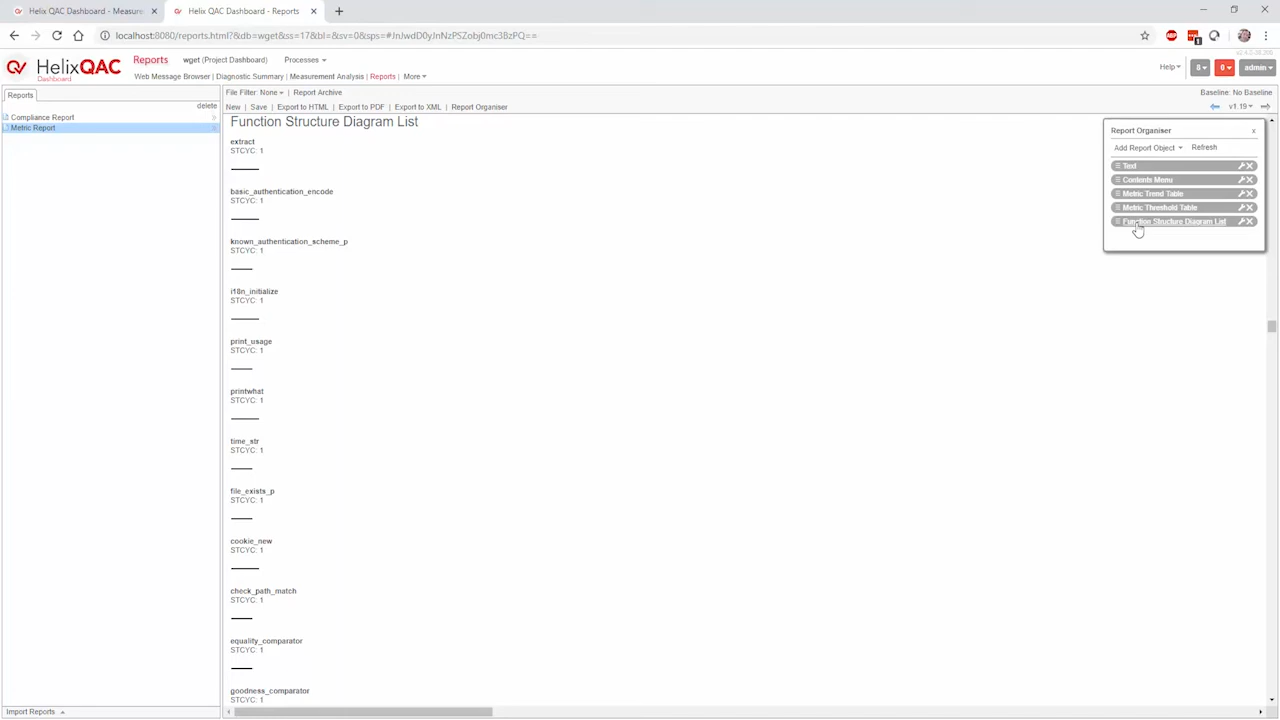 Helix QAC Dashboard - Measurem
Helix QAC Dashboard - Reports
localhost:8080/reports.html?&db=wget&ss=17&bl=&sv=0&sps=#JnJwdD0yJnNzPSZobj0mc3BzPQ==
HelixQAC
Dashboard
Reports
wget (Project Dashboard)
Processes
Web Message Browser | Diagnostic Summary | Measurement Analysis | Reports | More
Help
8
0
admin
Reports
delete
Compliance Report
Metric Report
Import Reports
File Filter: None | Report Archive
Baseline: No Baseline
New | Save | Export to HTML | Export to PDF | Export to XML | Report Organiser
v1.19
Function Structure Diagram List
extract
STCYC: 1
basic_authentication_encode
STCYC: 1
known_authentication_scheme_p
STCYC: 1
i18n_initialize
STCYC: 1
print_usage
STCYC: 1
printwhat
STCYC: 1
time_str
STCYC: 1
file_exists_p
STCYC: 1
cookie_new
STCYC: 1
check_path_match
STCYC: 1
equality_comparator
STCYC: 1
goodness_comparator
STCYC: 1
Report Organiser
x
Add Report Object
Refresh
Text
Contents Menu
Metric Trend Table
Metric Threshold Table
Function Structure Diagram List